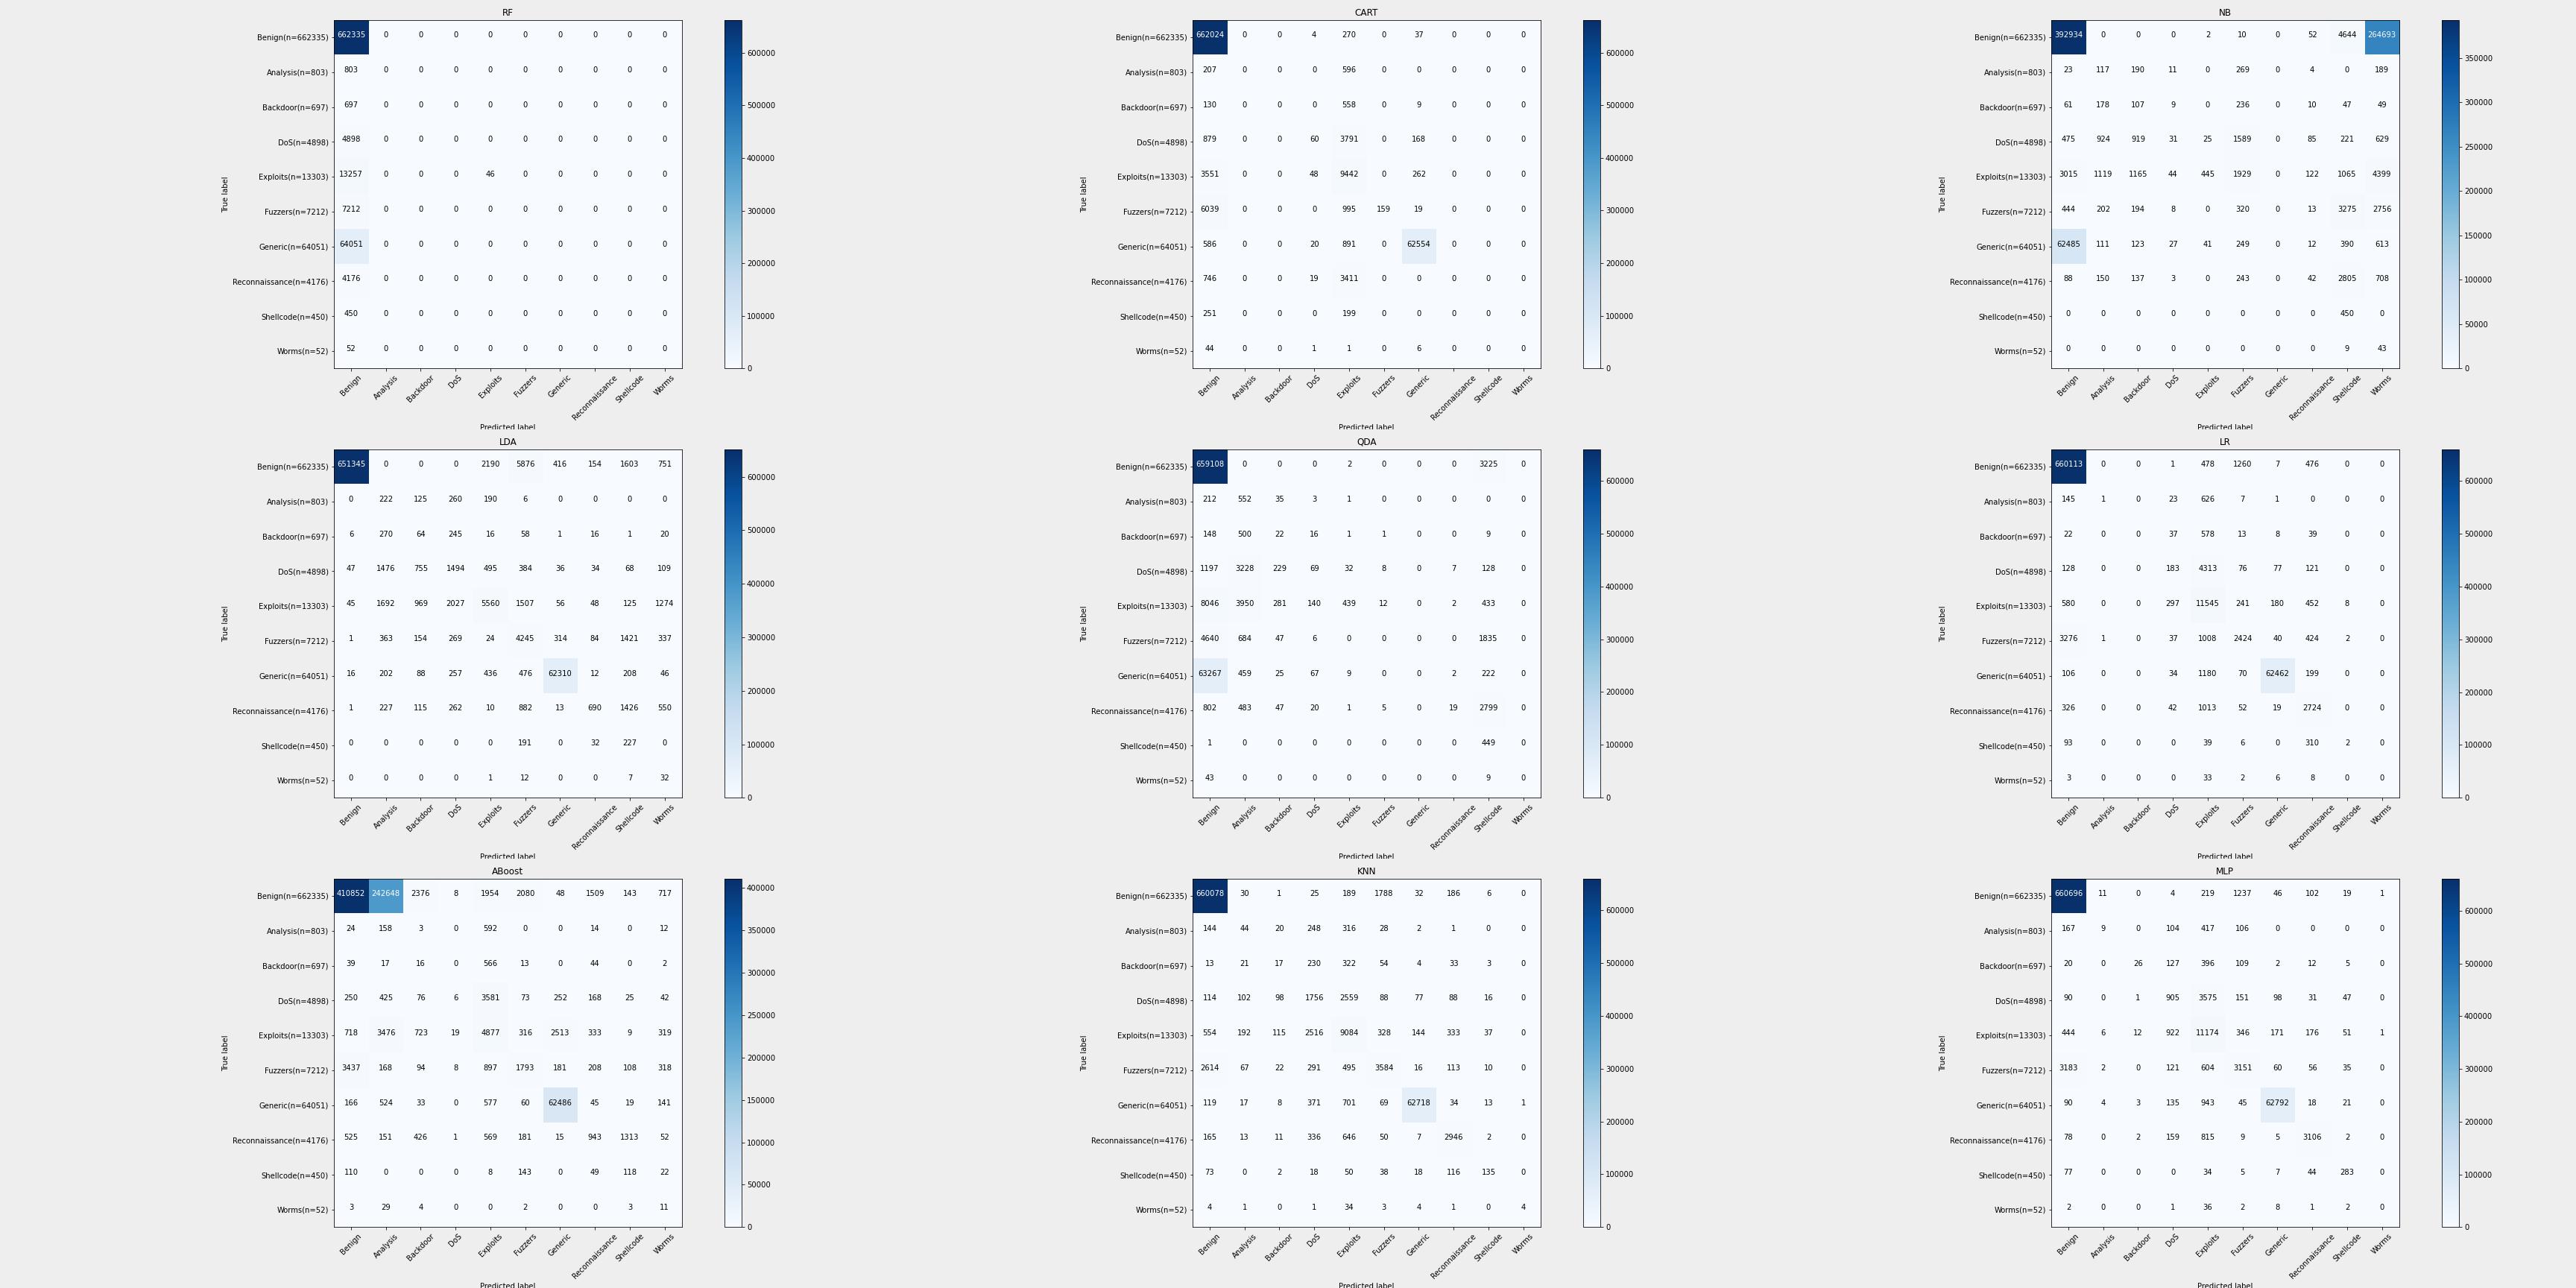 RF
Benign(n=662335) 662335 0 0 0 0 0 0 0 0 0
Analysis(n=803) 803 0 0 0 0 0 0 0 0 0
Backdoor(n=697) 697 0 0 0 0 0 0 0 0 0
DoS(n=4898) 4898 0 0 0 0 0 0 0 0 0
Exploits(n=13303) 13257 0 0 0 46 0 0 0 0 0
Fuzzers(n=7212) 7212 0 0 0 0 0 0 0 0 0
Generic(n=64051) 64051 0 0 0 0 0 0 0 0 0
Reconnaissance(n=4176) 4176 0 0 0 0 0 0 0 0 0
Shellcode(n=450) 450 0 0 0 0 0 0 0 0 0
Worms(n=52) 52 0 0 0 0 0 0 0 0 0
True label
Benign Analysis Backdoor DoS Exploits Fuzzers Generic Reconnaissance Shellcode Worms
Predicted label
600000
500000
400000
300000
200000
100000
0
CART
Benign(n=662335) 662024 0 0 4 270 0 37 0 0 0
Analysis(n=803) 207 0 0 0 596 0 0 0 0 0
Backdoor(n=697) 130 0 0 0 558 0 9 0 0 0
DoS(n=4898) 879 0 0 60 3791 0 168 0 0 0
Exploits(n=13303) 3551 0 0 48 9442 0 262 0 0 0
Fuzzers(n=7212) 6039 0 0 0 995 159 19 0 0 0
Generic(n=64051) 586 0 0 20 891 0 62554 0 0 0
Reconnaissance(n=4176) 746 0 0 19 3411 0 0 0 0 0
Shellcode(n=450) 251 0 0 0 199 0 0 0 0 0
Worms(n=52) 44 0 0 1 1 0 6 0 0 0
True label
Benign Analysis Backdoor DoS Exploits Fuzzers Generic Reconnaissance Shellcode Worms
Predicted label
600000
500000
400000
300000
200000
100000
0
NB
Benign(n=662335) 392934 0 0 0 2 10 0 52 4644 264693
Analysis(n=803) 23 117 190 11 0 269 0 4 0 189
Backdoor(n=697) 61 178 107 9 0 236 0 10 47 49
DoS(n=4898) 475 924 919 31 25 1589 0 85 221 629
Exploits(n=13303) 3015 1119 1165 44 445 1929 0 122 1065 4399
Fuzzers(n=7212) 444 202 194 8 0 320 0 13 3275 2756
Generic(n=64051) 62485 111 123 27 41 249 0 12 390 613
Reconnaissance(n=4176) 88 150 137 3 0 243 0 42 2805 708
Shellcode(n=450) 0 0 0 0 0 0 0 0 450 0
Worms(n=52) 0 0 0 0 0 0 0 0 9 43
True label
Benign Analysis Backdoor DoS Exploits Fuzzers Generic Reconnaissance Shellcode Worms
Predicted label
350000
300000
250000
200000
150000
100000
50000
0
LDA
Benign(n=662335) 651345 0 0 0 2190 5876 416 154 1603 751
Analysis(n=803) 0 222 125 260 190 6 0 0 0 0
Backdoor(n=697) 6 270 64 245 16 58 1 16 1 20
DoS(n=4898) 47 1476 755 1494 495 384 36 34 68 109
Exploits(n=13303) 45 1692 969 2027 5560 1507 56 48 125 1274
Fuzzers(n=7212) 1 363 154 269 24 4245 314 84 1421 337
Generic(n=64051) 16 202 88 257 436 476 62310 12 208 46
Reconnaissance(n=4176) 1 227 115 262 10 882 13 690 1426 550
Shellcode(n=450) 0 0 0 0 0 191 0 32 227 0
Worms(n=52) 0 0 0 0 1 12 0 0 7 32
True label
Benign Analysis Backdoor DoS Exploits Fuzzers Generic Reconnaissance Shellcode Worms
Predicted label
600000
500000
400000
300000
200000
100000
0
QDA
Benign(n=662335) 659108 0 0 0 2 0 0 0 3225 0
Analysis(n=803) 212 552 35 3 1 0 0 0 0 0
Backdoor(n=697) 148 500 22 16 1 1 0 0 9 0
DoS(n=4898) 1197 3228 229 69 32 8 0 7 128 0
Exploits(n=13303) 8046 3950 281 140 439 12 0 2 433 0
Fuzzers(n=7212) 4640 684 47 6 0 0 0 0 1835 0
Generic(n=64051) 63267 459 25 67 9 0 0 2 222 0
Reconnaissance(n=4176) 802 483 47 20 1 5 0 19 2799 0
Shellcode(n=450) 1 0 0 0 0 0 0 0 449 0
Worms(n=52) 43 0 0 0 0 0 0 0 9 0
True label
Benign Analysis Backdoor DoS Exploits Fuzzers Generic Reconnaissance Shellcode Worms
Predicted label
600000
500000
400000
300000
200000
100000
0
LR
Benign(n=662335) 660113 0 0 1 478 1260 7 476 0 0
Analysis(n=803) 145 1 0 23 626 7 1 0 0 0
Backdoor(n=697) 22 0 0 37 578 13 8 39 0 0
DoS(n=4898) 128 0 0 183 4313 76 77 121 0 0
Exploits(n=13303) 580 0 0 297 11545 241 180 452 8 0
Fuzzers(n=7212) 3276 1 0 37 1008 2424 40 424 2 0
Generic(n=64051) 106 0 0 34 1180 70 62462 199 0 0
Reconnaissance(n=4176) 326 0 0 42 1013 52 19 2724 0 0
Shellcode(n=450) 93 0 0 0 39 6 0 310 2 0
Worms(n=52) 3 0 0 0 33 2 6 8 0 0
True label
Benign Analysis Backdoor DoS Exploits Fuzzers Generic Reconnaissance Shellcode Worms
Predicted label
600000
500000
400000
300000
200000
100000
0
ABoost
Benign(n=662335) 410852 242648 2376 8 1954 2080 48 1509 143 717
Analysis(n=803) 24 158 3 0 592 0 0 14 0 12
Backdoor(n=697) 39 17 16 0 566 13 0 44 0 2
DoS(n=4898) 250 425 76 6 3581 73 252 168 25 42
Exploits(n=13303) 718 3476 723 19 4877 316 2513 333 9 319
Fuzzers(n=7212) 3437 168 94 8 897 1793 181 208 108 318
Generic(n=64051) 166 524 33 0 577 60 62486 45 19 141
Reconnaissance(n=4176) 525 151 426 1 569 181 15 943 1313 52
Shellcode(n=450) 110 0 0 0 8 143 0 49 118 22
Worms(n=52) 3 29 4 0 0 2 0 0 3 11
True label
Benign Analysis Backdoor DoS Exploits Fuzzers Generic Reconnaissance Shellcode Worms
Predicted label
400000
350000
300000
250000
200000
150000
100000
50000
0
KNN
Benign(n=662335) 660078 30 1 25 189 1788 32 186 6 0
Analysis(n=803) 144 44 20 248 316 28 2 1 0 0
Backdoor(n=697) 13 21 17 230 322 54 4 33 3 0
DoS(n=4898) 114 102 98 1756 2559 88 77 88 16 0
Exploits(n=13303) 554 192 115 2516 9084 328 144 333 37 0
Fuzzers(n=7212) 2614 67 22 291 495 3584 16 113 10 0
Generic(n=64051) 119 17 8 371 701 69 62718 34 13 1
Reconnaissance(n=4176) 165 13 11 336 646 50 7 2946 2 0
Shellcode(n=450) 73 0 2 18 50 38 18 116 135 0
Worms(n=52) 4 1 0 1 34 3 4 1 0 4
True label
Benign Analysis Backdoor DoS Exploits Fuzzers Generic Reconnaissance Shellcode Worms
Predicted label
600000
500000
400000
300000
200000
100000
0
MLP
Benign(n=662335) 660696 11 0 4 219 1237 46 102 19 1
Analysis(n=803) 167 9 0 104 417 106 0 0 0 0
Backdoor(n=697) 20 0 26 127 396 109 2 12 5 0
DoS(n=4898) 90 0 1 905 3575 151 98 31 47 0
Exploits(n=13303) 444 6 12 922 11174 346 171 176 51 1
Fuzzers(n=7212) 3183 2 0 121 604 3151 60 56 35 0
Generic(n=64051) 90 4 3 135 943 45 62792 18 21 0
Reconnaissance(n=4176) 78 0 2 159 815 9 5 3106 2 0
Shellcode(n=450) 77 0 0 0 34 5 7 44 283 0
Worms(n=52) 2 0 0 1 36 2 8 1 2 0
True label
Benign Analysis Backdoor DoS Exploits Fuzzers Generic Reconnaissance Shellcode Worms
Predicted label
600000
500000
400000
300000
200000
100000
0